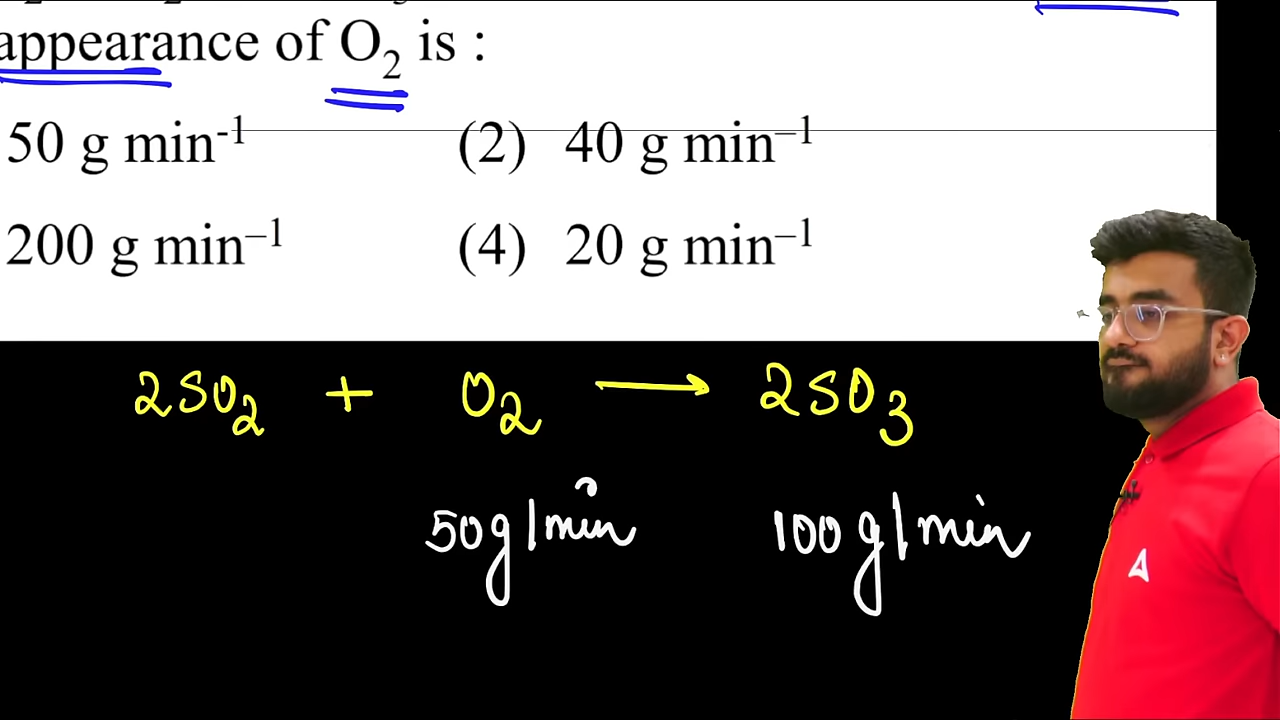 appearance of O₂ is :
50 g min⁻¹ (2) 40 g min⁻¹
200 g min⁻¹ (4) 20 g min⁻¹
2SO₂ + O₂ → 2SO₃
50g/min 100g/min